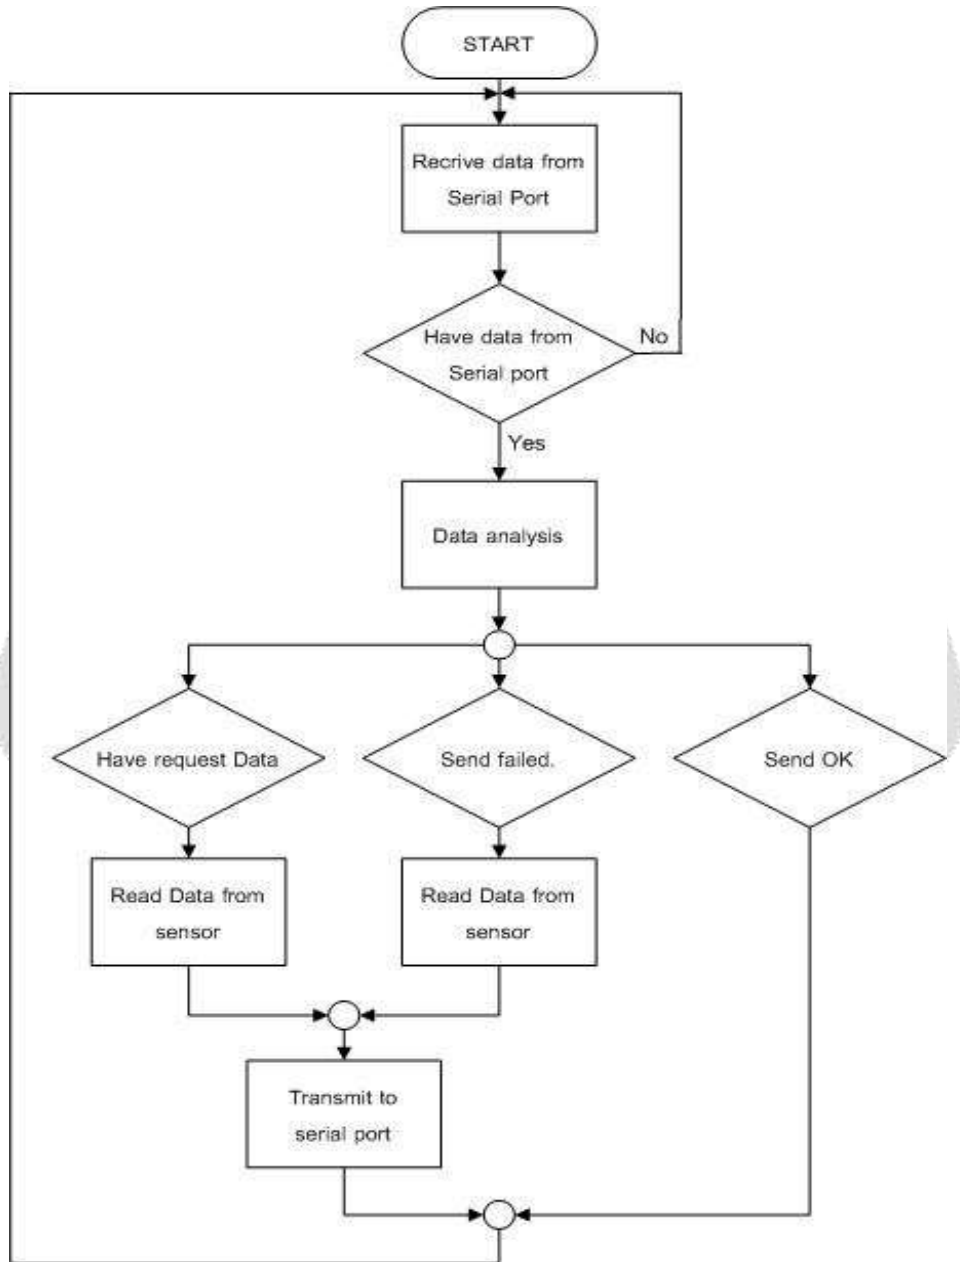 START
Recrive data from
Serial Port
Have data from
Serial port
No
Yes
Data analysis
Have request Data
Send failed.
Send OK
Read Data from
sensor
Read Data from
sensor
Transmit to
serial port